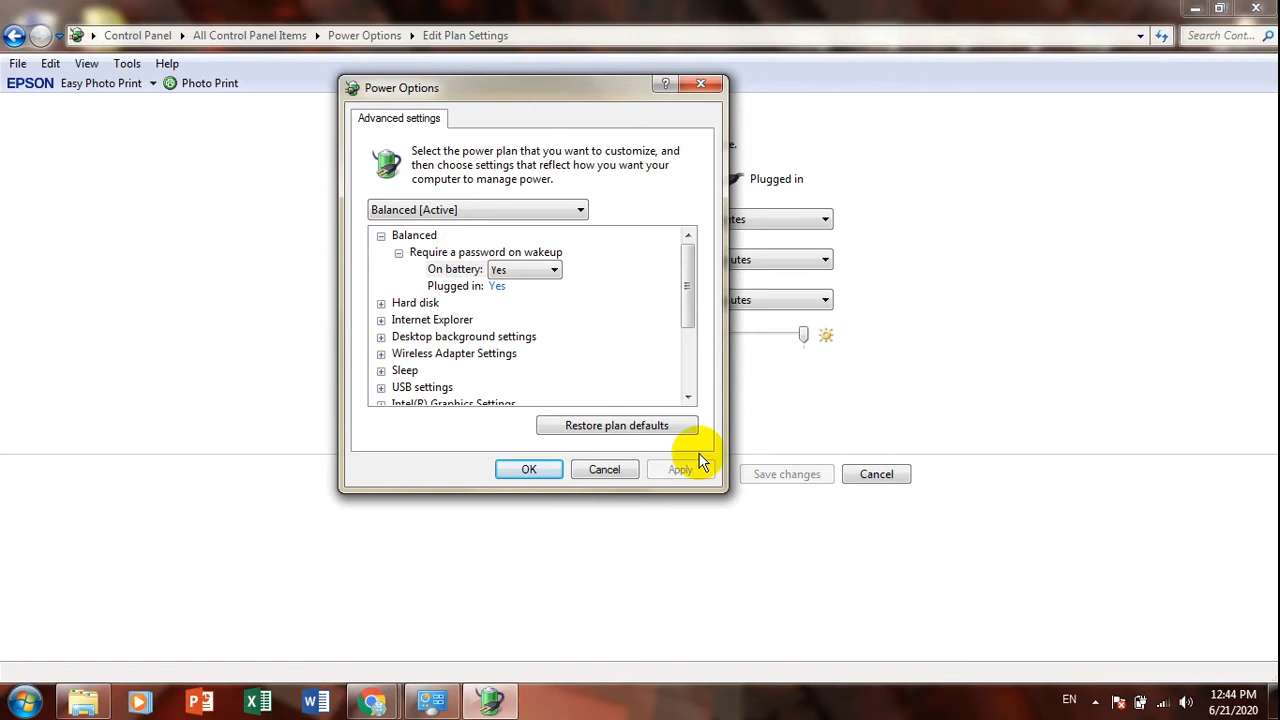 Control Panel All Control Panel Items Power Options Edit Plan Settings Search Cont...
File Edit View Tools Help
EPSON Easy Photo Print Photo Print
Power Options
?
Advanced settings
Select the power plan that you want to customize, and
then choose settings that reflect how you want your
computer to manage power.
e.
Plugged in
Balanced [Active]
utes
Balanced
Require a password on wakeup
On battery: Yes
utes
Plugged in: Yes
Hard disk
utes
Internet Explorer
Desktop background settings
Wireless Adapter Settings
Sleep
USB settings
Intel(R) Graphics Settings
Restore plan defaults
OK Cancel Apply
Save changes Cancel
EN
12:44 PM
6/21/2020